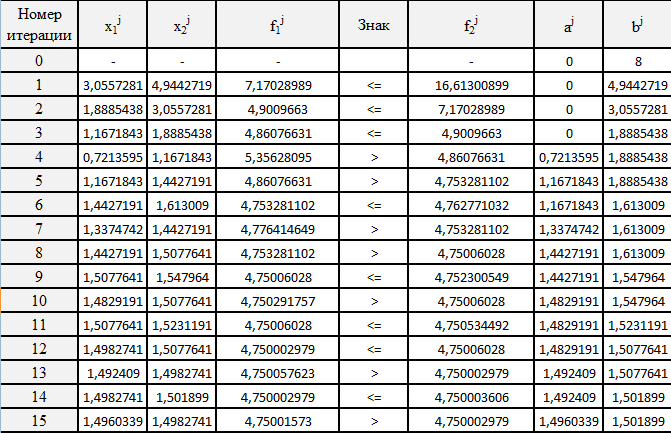 Номер итерации x₁ʲ x₂ʲ f₁ʲ Знак f₂ʲ aʲ bʲ
0 - - - - 0 8
1 3,0557281 4,9442719 7,17028989 <= 16,61300899 0 4,9442719
2 1,8885438 3,0557281 4,9009663 <= 7,17028989 0 3,0557281
3 1,1671843 1,8885438 4,86076631 <= 4,9009663 0 1,8885438
4 0,7213595 1,1671843 5,35628095 > 4,86076631 0,7213595 1,8885438
5 1,1671843 1,4427191 4,86076631 > 4,753281102 1,1671843 1,8885438
6 1,4427191 1,613009 4,753281102 <= 4,762771032 1,1671843 1,613009
7 1,3374742 1,4427191 4,776414649 > 4,753281102 1,3374742 1,613009
8 1,4427191 1,5077641 4,753281102 > 4,75006028 1,4427191 1,613009
9 1,5077641 1,547964 4,75006028 <= 4,752300549 1,4427191 1,547964
10 1,4829191 1,5077641 4,750291757 > 4,75006028 1,4829191 1,547964
11 1,5077641 1,5231191 4,75006028 <= 4,750534492 1,4829191 1,5231191
12 1,4982741 1,5077641 4,750002979 <= 4,75006028 1,4829191 1,5077641
13 1,492409 1,4982741 4,750057623 > 4,750002979 1,492409 1,5077641
14 1,4982741 1,501899 4,750002979 <= 4,750003606 1,492409 1,501899
15 1,4960339 1,4982741 4,75001573 > 4,750002979 1,4960339 1,501899